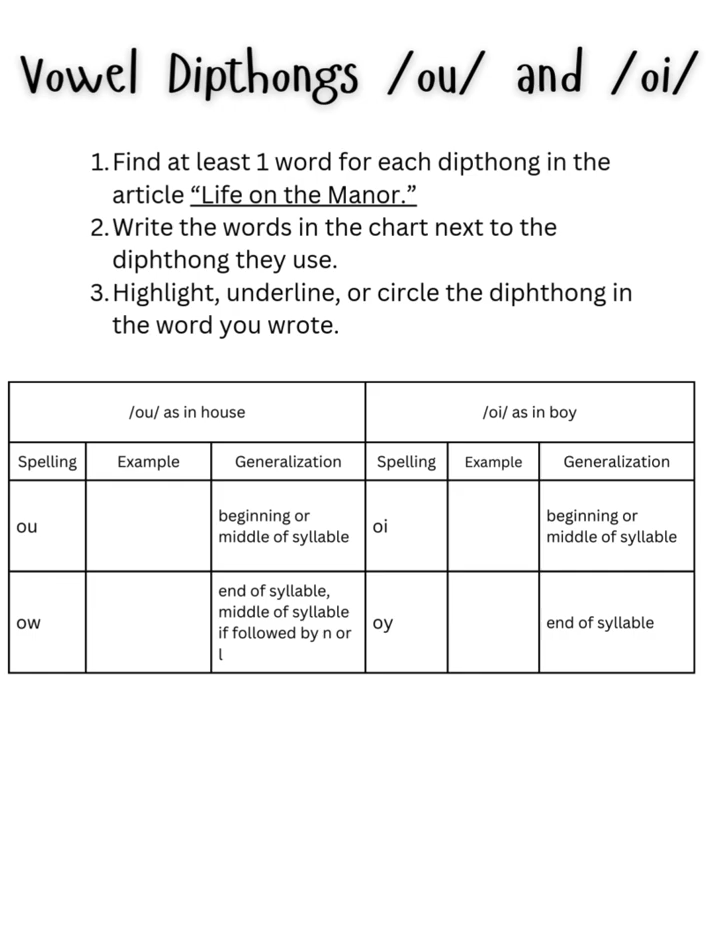 Vowel Dipthongs /ou/ and /oi/
1. Find at least 1 word for each dipthong in the
article “Life on the Manor.”
2. Write the words in the chart next to the
diphthong they use.
3. Highlight, underline, or circle the diphthong in
the word you wrote.
/ou/ as in house
/oi/ as in boy
Spelling
Example
Generalization
Spelling
Example
Generalization
ou
beginning or
middle of syllable
oi
beginning or
middle of syllable
ow
end of syllable,
middle of syllable
if followed by n or
l
oy
end of syllable